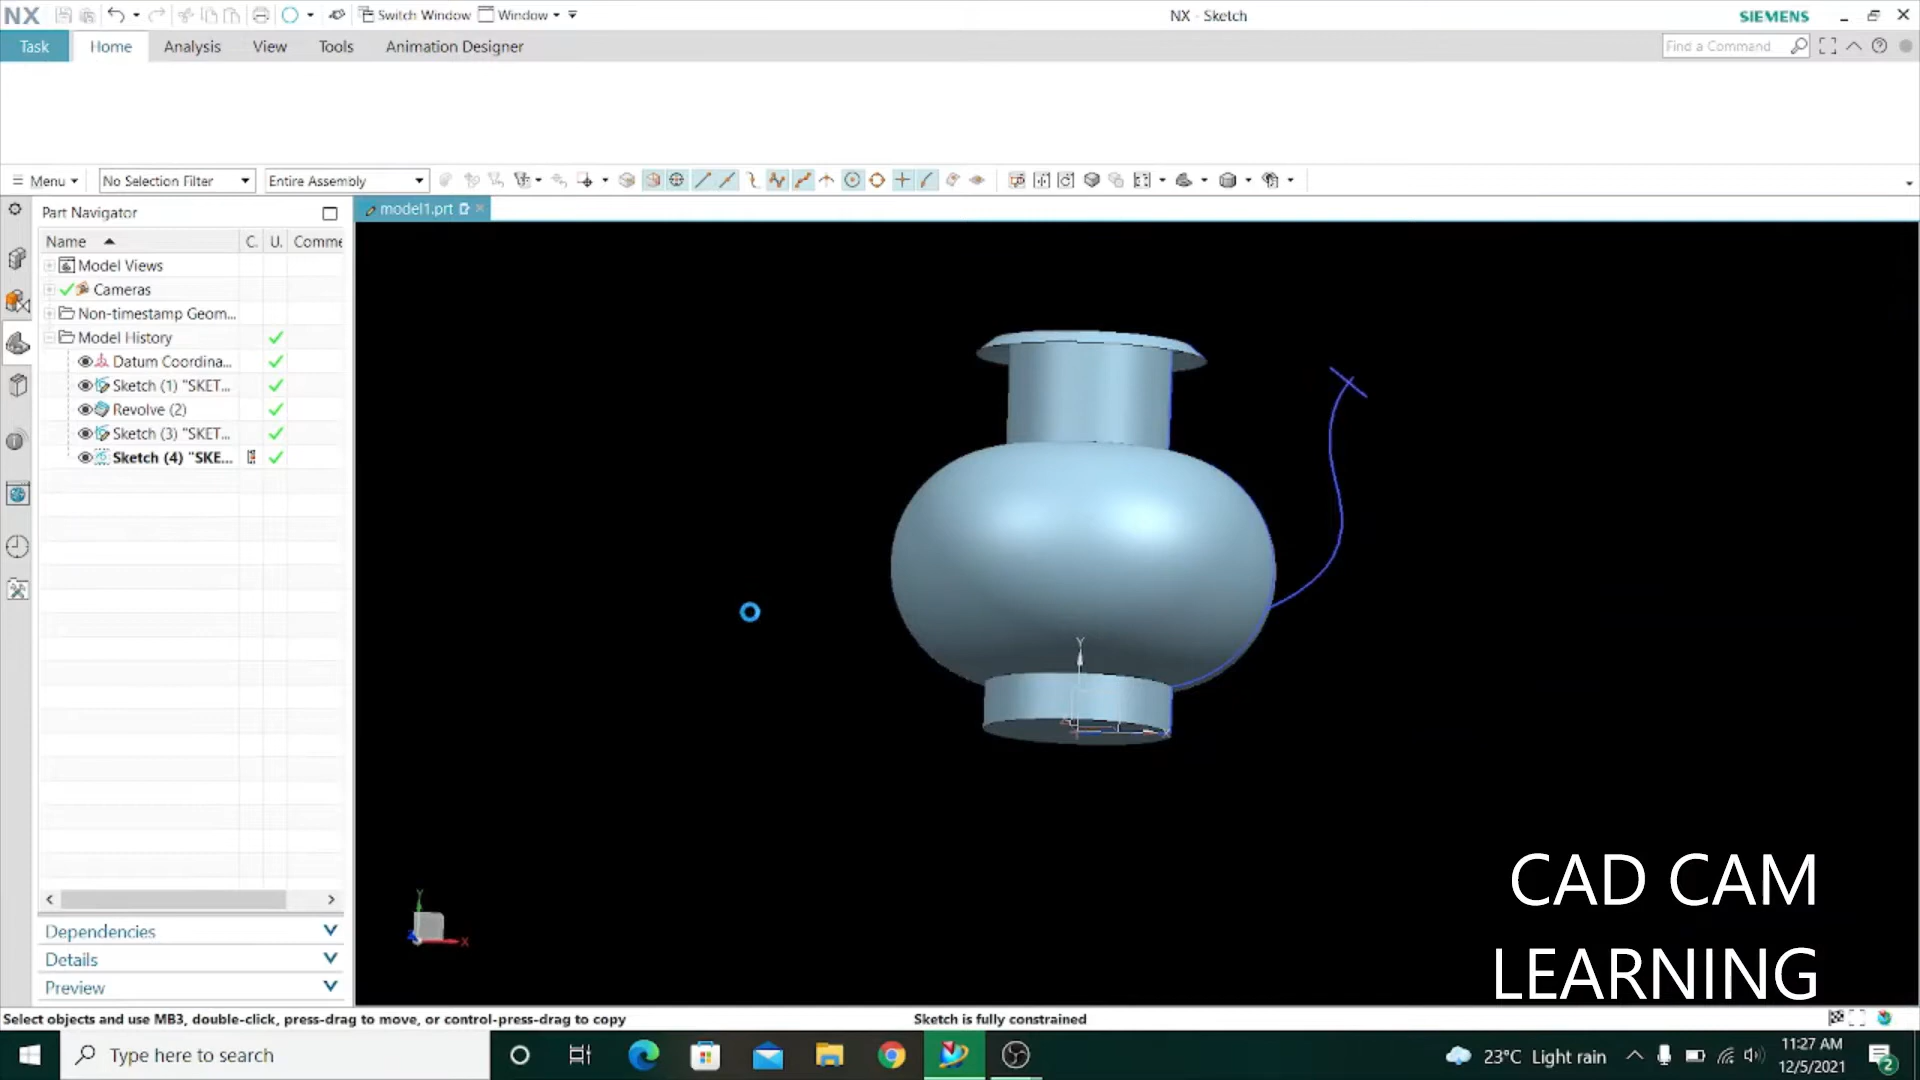 NX
Switch Window
Window
NX - Sketch
SIEMENS
Task
Home
Analysis
View
Tools
Animation Designer
Find a Command
Menu
No Selection Filter
Entire Assembly
Part Navigator
model1.prt
Name
C.
U.
Comme
Model Views
Cameras
Non-timestamp Geom...
Model History
Datum Coordina...
Sketch (1) "SKET...
Revolve (2)
Sketch (3) "SKET...
Sketch (4) "SKE...
Y
X
Y
X
CAD CAM
LEARNING
Dependencies
Details
Preview
Select objects and use MB3, double-click, press-drag to move, or control-press-drag to copy
Sketch is fully constrained
Type here to search
23°C Light rain
11:27 AM
12/5/2021
2